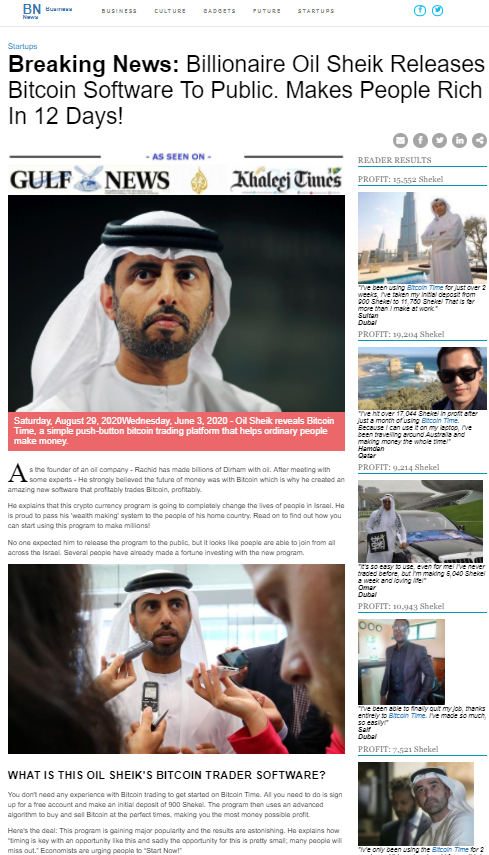 BN Business
News
BUSINESS CULTURE GADGETS FUTURE STARTUPS
Startups
Breaking News: Billionaire Oil Sheik Releases
Bitcoin Software To Public. Makes People Rich
In 12 Days!
- AS SEEN ON -
GULF NEWS Khaleej Times
Saturday, August 29, 2020Wednesday, June 3, 2020 - Oil Sheik reveals Bitcoin
Time, a simple push-button bitcoin trading platform that helps ordinary people
make money.
As the founder of an oil company - Rachid has made billions of Dirham with oil. After meeting with
some experts - He strongly believed the future of money was with Bitcoin which is why he created an
amazing new software that profitably trades Bitcoin, profitably.
He explains that this crypto currency program is going to completely change the lives of people in Israel. He
is proud to pass his 'wealth making' system to the people of his home country. Read on to find out how you
can start using this program to make millions!
No one expected him to release the program to the public, but it looks like poeple are able to join from all
across the Israel. Several people have already made a fortune investing with the new program.
WHAT IS THIS OIL SHEIK'S BITCOIN TRADER SOFTWARE?
You don't need any experience with Bitcoin trading to get started on Bitcoin Time. All you need to do is sign
up for a free account and make an initial deposit of 900 Shekel. The program then uses an advanced
algorithm to buy and sell Bitcoin at the perfect times, making you the most money possible profit.
Here's the deal: This program is gaining major popularity and the results are astonishing. He explains how
"timing is key with an opportunity like this and sadly the opportunity for this is pretty small; many people will
miss out." Economists are urging people to "Start Now!"
READER RESULTS
PROFIT: 15,552 Shekel
"I've been using Bitcoin Time for just over 2
weeks, I've taken my initial deposit from
900 Shekel to 11,750 Shekel That is far
more than I make at work."
Sultan
Dubai
PROFIT: 19,204 Shekel
"I've hit over 17,044 Shekel in profit after
just a month of using Bitcoin Time.
Because I can use it on my laptop, I've
been travelling around Australia and
making money the whole time!"
Hamdan
Qatar
PROFIT: 9,214 Shekel
"It's so easy to use, even for me! I've never
traded before, but I'm making 5,040 Shekel
a week and loving life!"
Omar
Dubai
PROFIT: 10,943 Shekel
"I've been able to finally quit my job, thanks
entirely to Bitcoin Time. I've made so much,
so easily!"
Saif
Dubai
PROFIT: 7,521 Shekel
"I've only been using the Bitcoin Time for 2